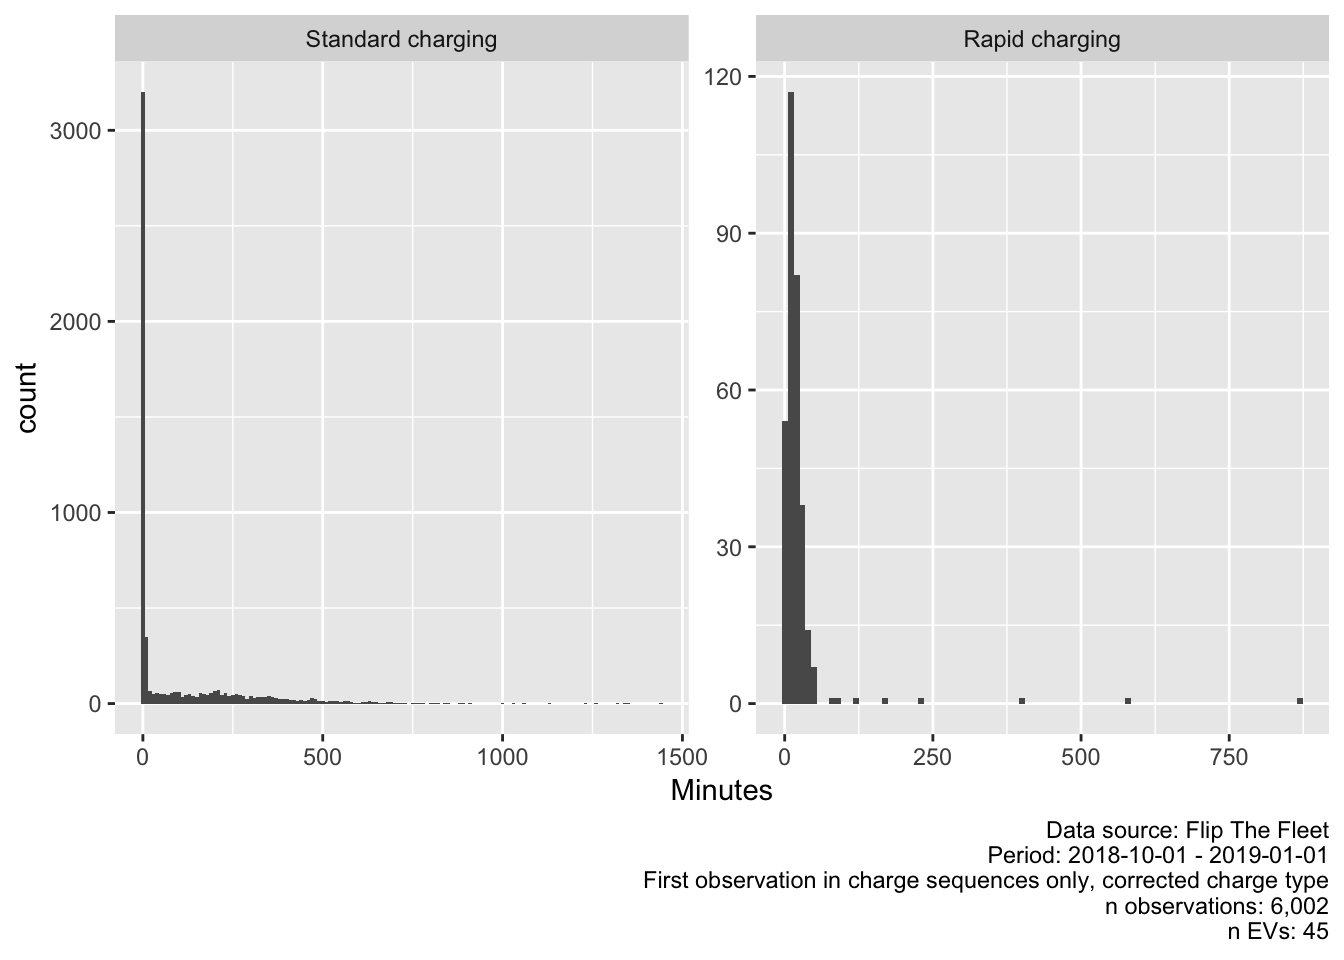 Standard charging
Rapid charging
count
3000
2000
1000
0
0
500
1000
1500
120
90
60
30
0
0
250
500
750
Minutes
Data source: Flip The Fleet
Period: 2018-10-01 - 2019-01-01
First observation in charge sequences only, corrected charge type
n observations: 6,002
n EVs: 45